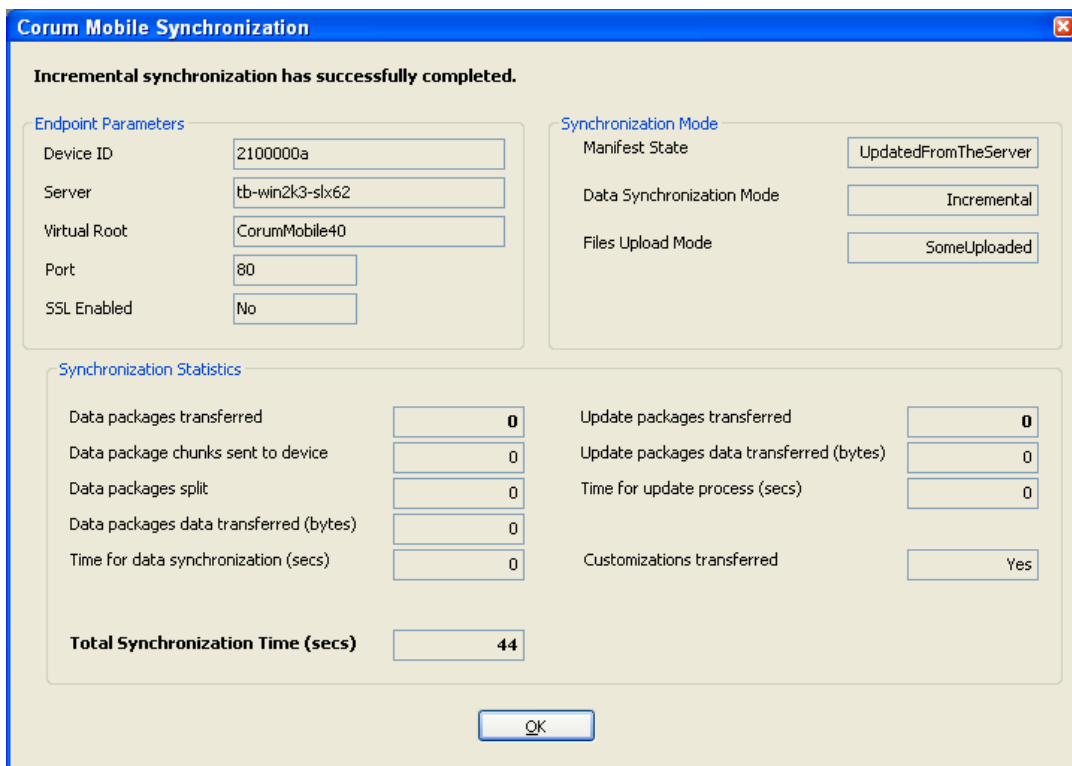 Corum Mobile Synchronization
Incremental synchronization has successfully completed.
Endpoint Parameters
Device ID 2100000a
Server tb-win2k3-slx62
Virtual Root CorumMobile40
Port 80
SSL Enabled No
Synchronization Mode
Manifest State UpdatedFromTheServer
Data Synchronization Mode Incremental
Files Upload Mode SomeUploaded
Synchronization Statistics
Data packages transferred 0
Data package chunks sent to device 0
Data packages split 0
Data packages data transferred (bytes) 0
Time for data synchronization (secs) 0
Total Synchronization Time (secs) 44
Update packages transferred 0
Update packages data transferred (bytes) 0
Time for update process (secs) 0
Customizations transferred Yes
OK